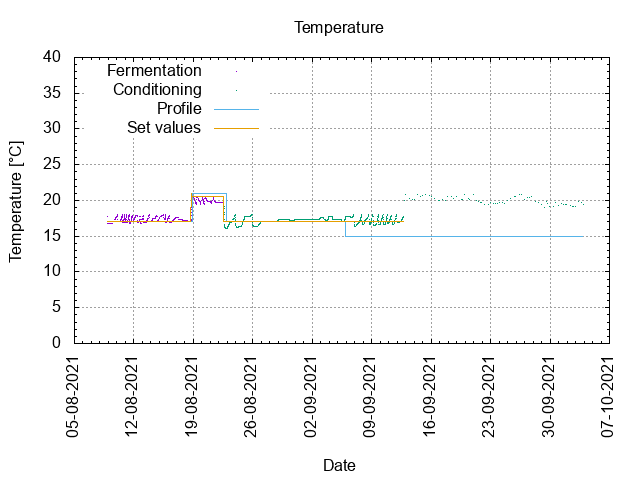 Temperature
40
35
30
25
20
15
10
5
0
Temperature [°C]
Fermentation
Conditioning
Profile
Set values
05-08-2021
12-08-2021
19-08-2021
26-08-2021
02-09-2021
09-09-2021
16-09-2021
23-09-2021
30-09-2021
07-10-2021
Date